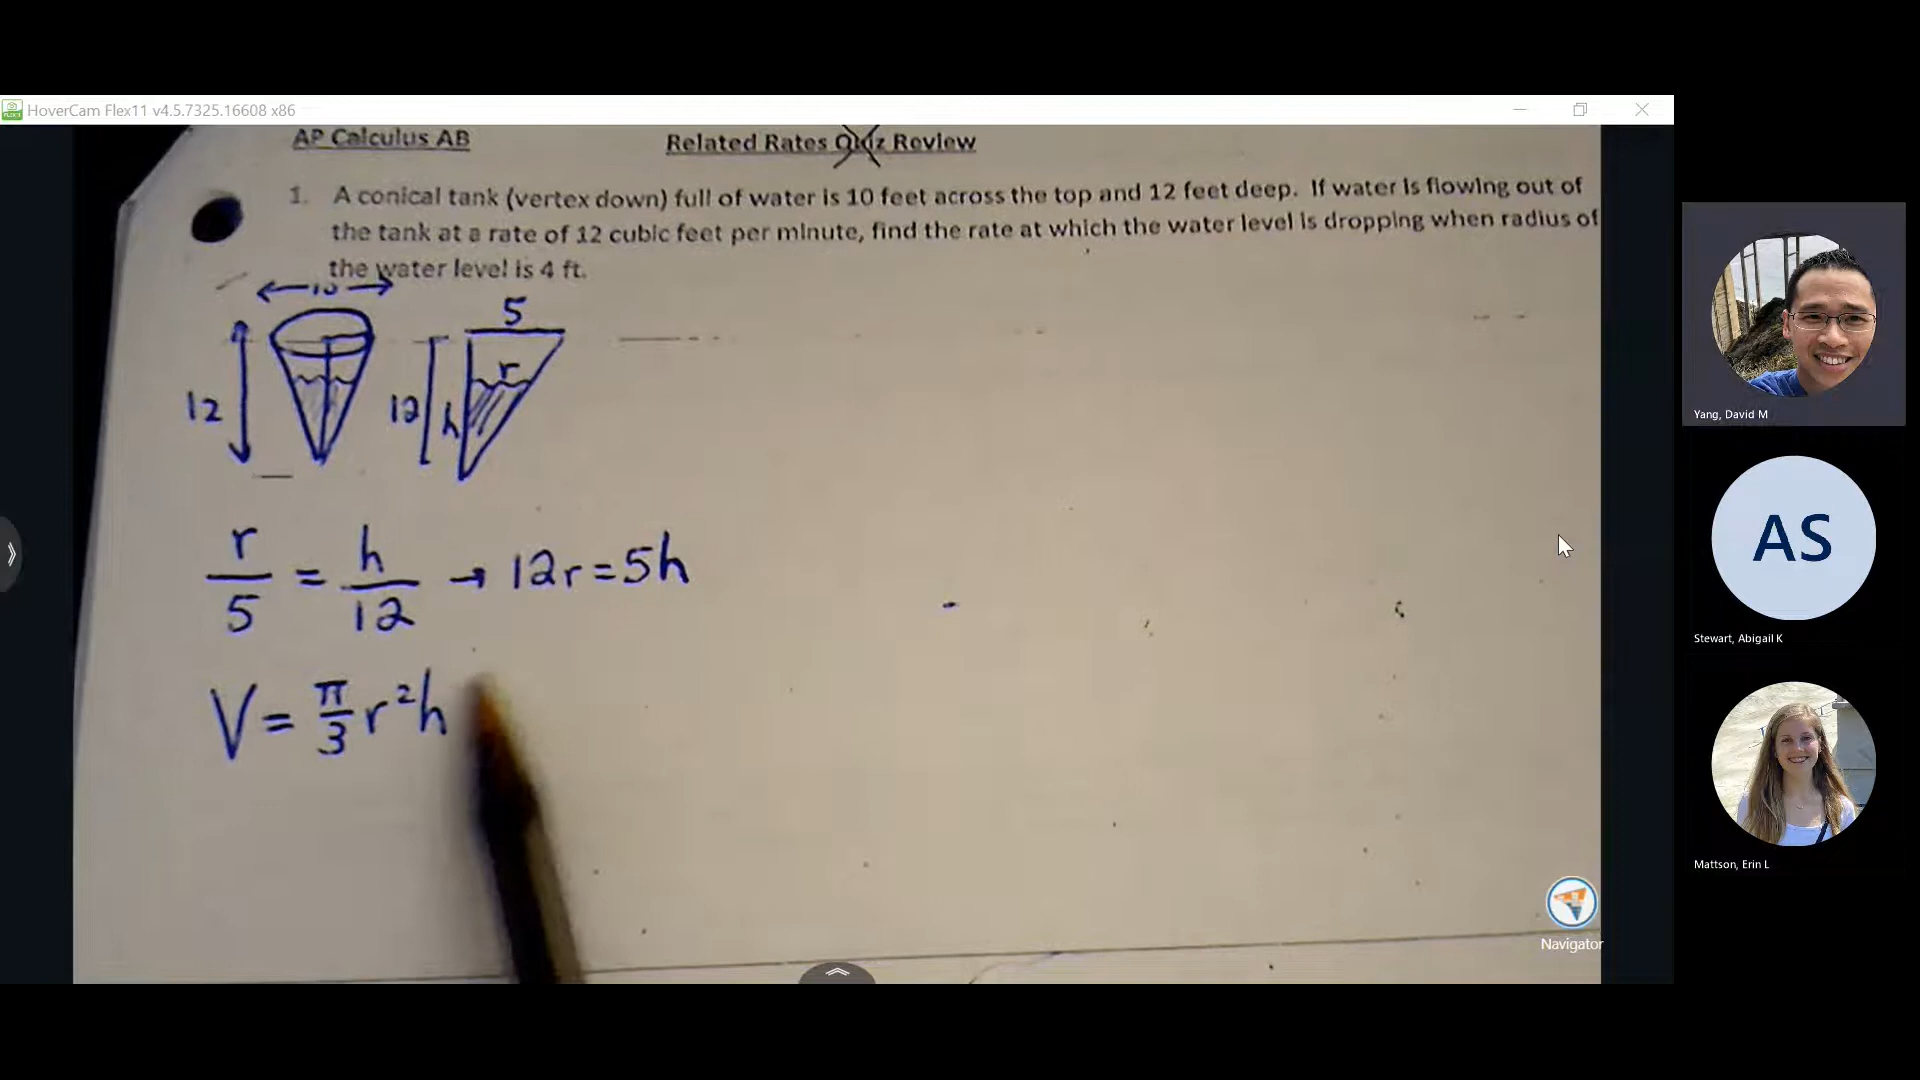 HoverCam Flex11 v4.5.7325.16608 x86
AP Calculus AB
Related Rates Quiz Review
1. A conical tank (vertex down) full of water is 10 feet across the top and 12 feet deep. If water is flowing out of
the tank at a rate of 12 cubic feet per minute, find the rate at which the water level is dropping when radius of
the water level is 4 ft.
10
5
r
12
12
h
r/5 = h/12 → 12r=5h
V = π/3 r²h
Navigator
Yang, David M
AS
Stewart, Abigail K
Mattson, Erin L